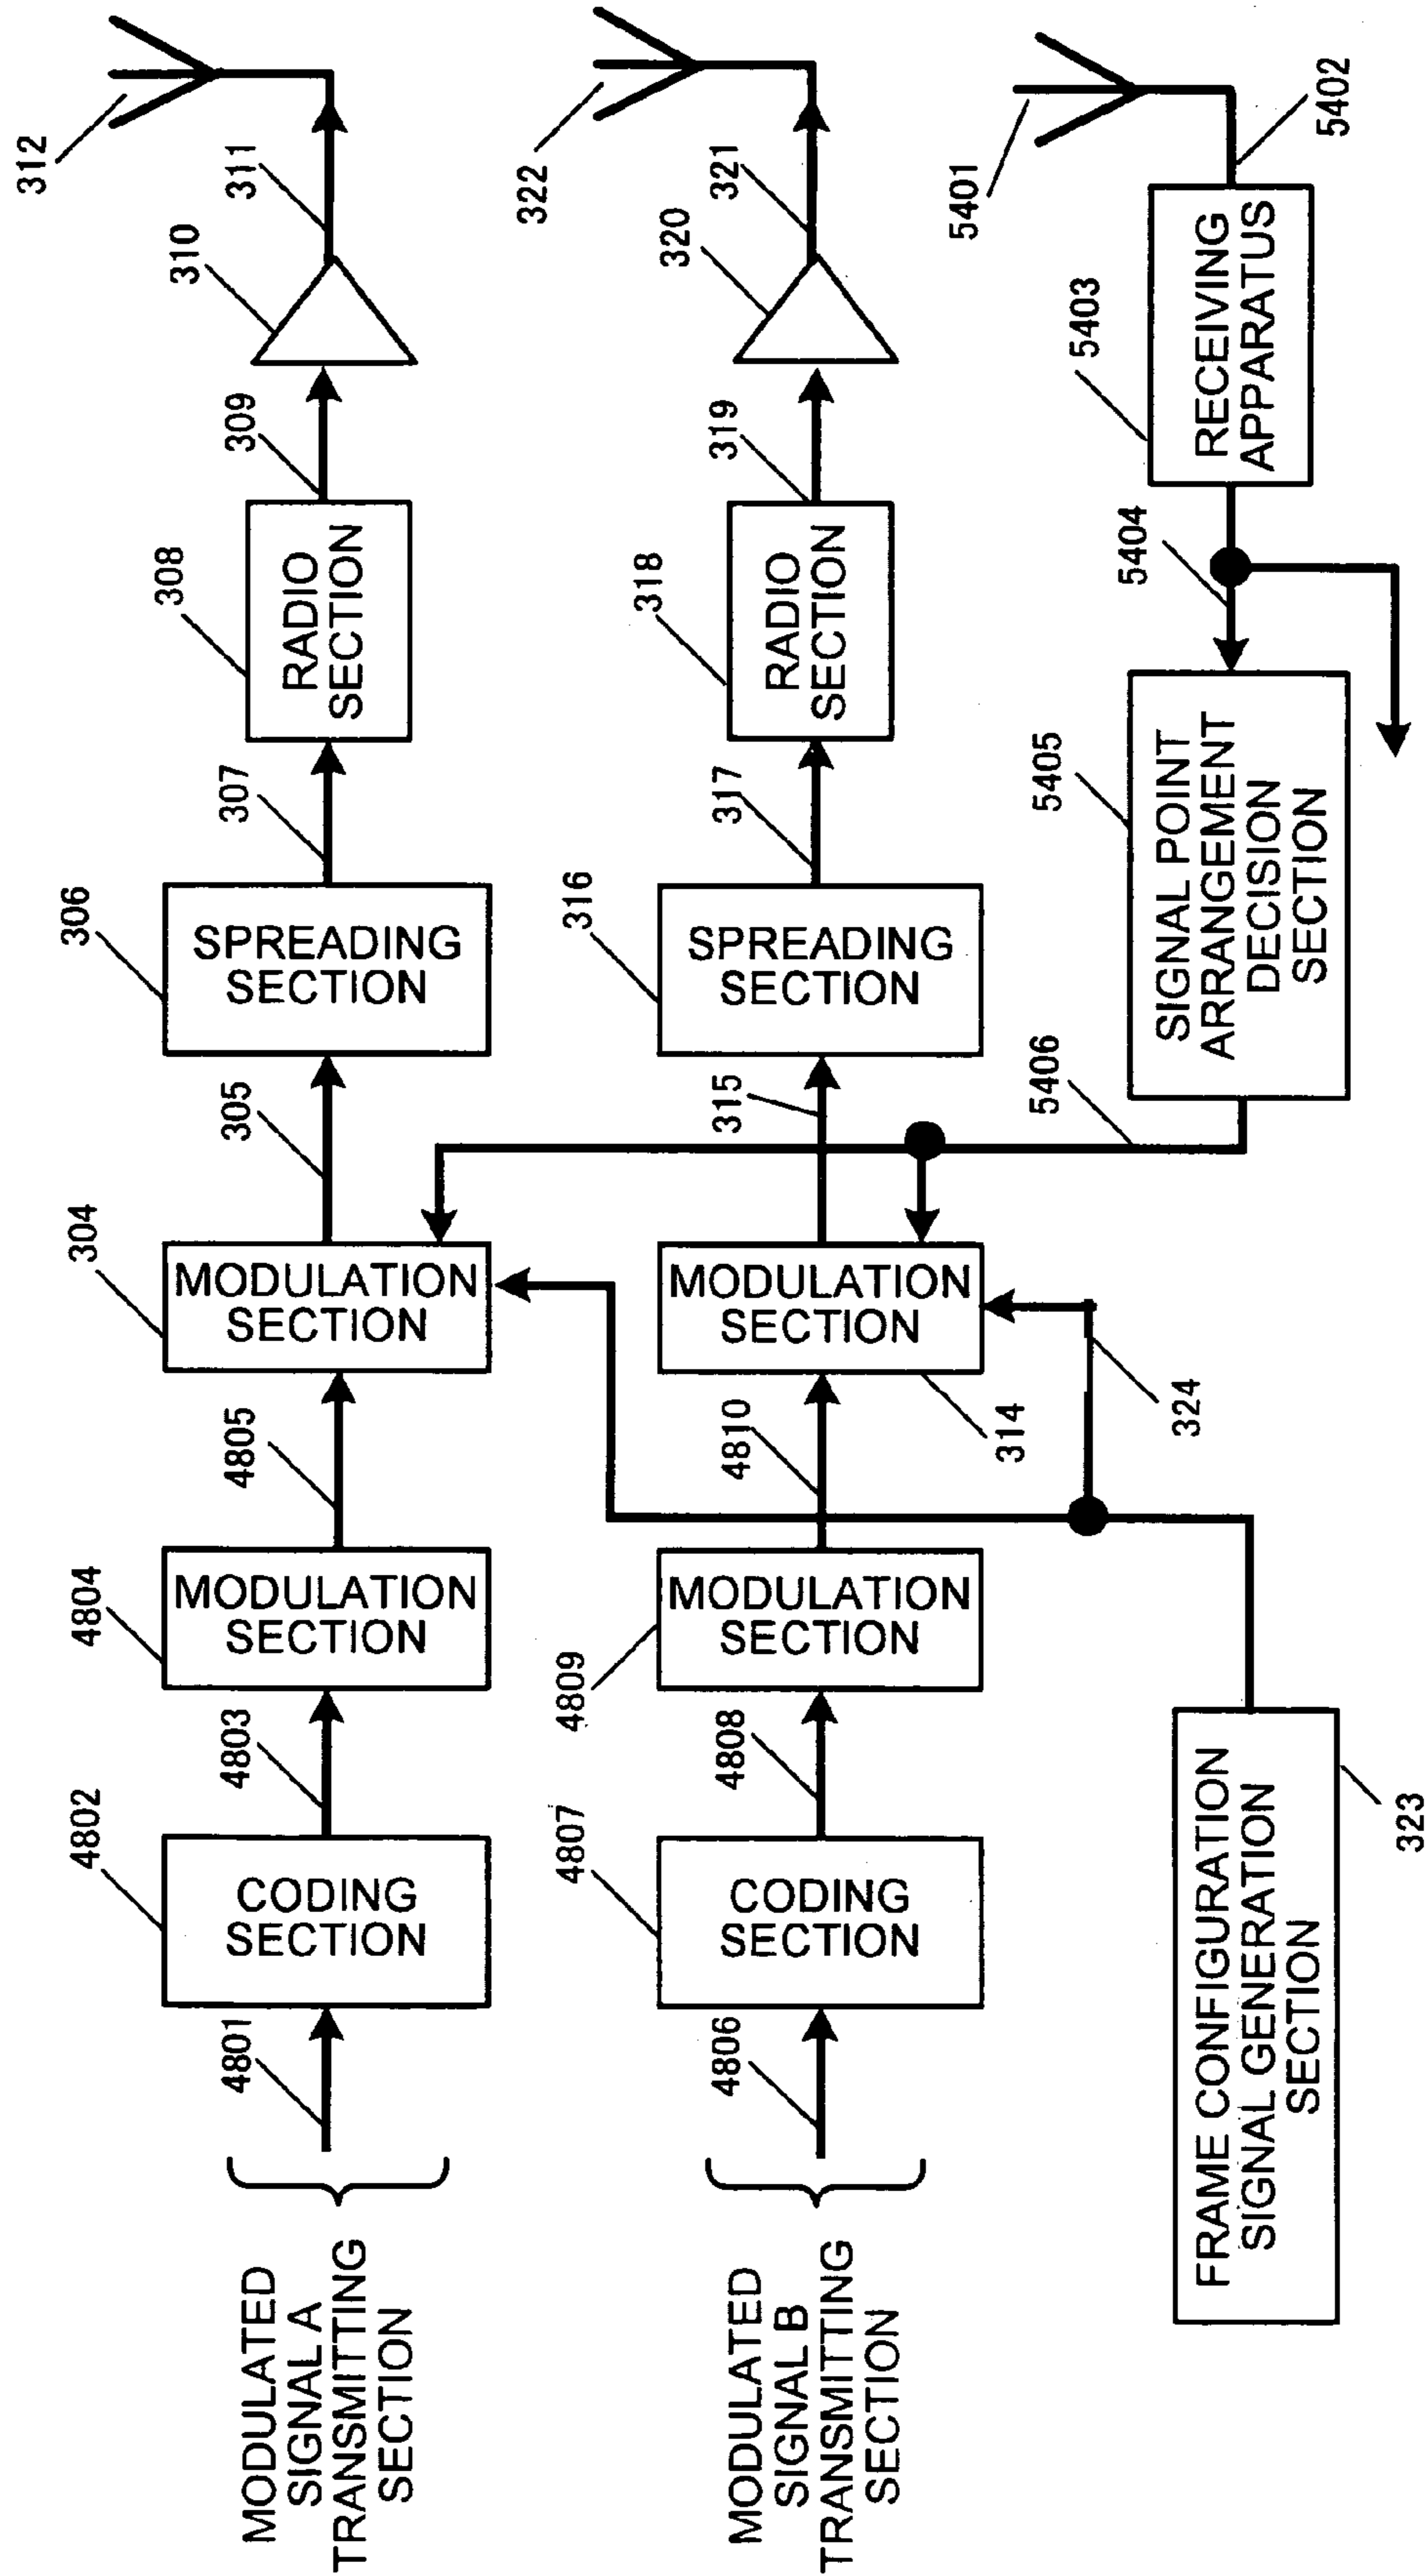 MODULATED
SIGNAL A
TRANSMITTING
SECTION
4801
4802
CODING
SECTION
4803
4804
MODULATION
SECTION
4805
304
MODULATION
SECTION
305
306
SPREADING
SECTION
307
308
RADIO
SECTION
309
310
311
312
MODULATED
SIGNAL B
TRANSMITTING
SECTION
4806
4807
CODING
SECTION
4808
4809
MODULATION
SECTION
4810
MODULATION
SECTION
314
315
316
SPREADING
SECTION
317
318
RADIO
SECTION
319
320
321
322
FRAME CONFIGURATION
SIGNAL GENERATION
SECTION
323
324
5406
SIGNAL POINT
ARRANGEMENT
DECISION
SECTION
5405
5404
RECEIVING
APPARATUS
5403
5401
5402